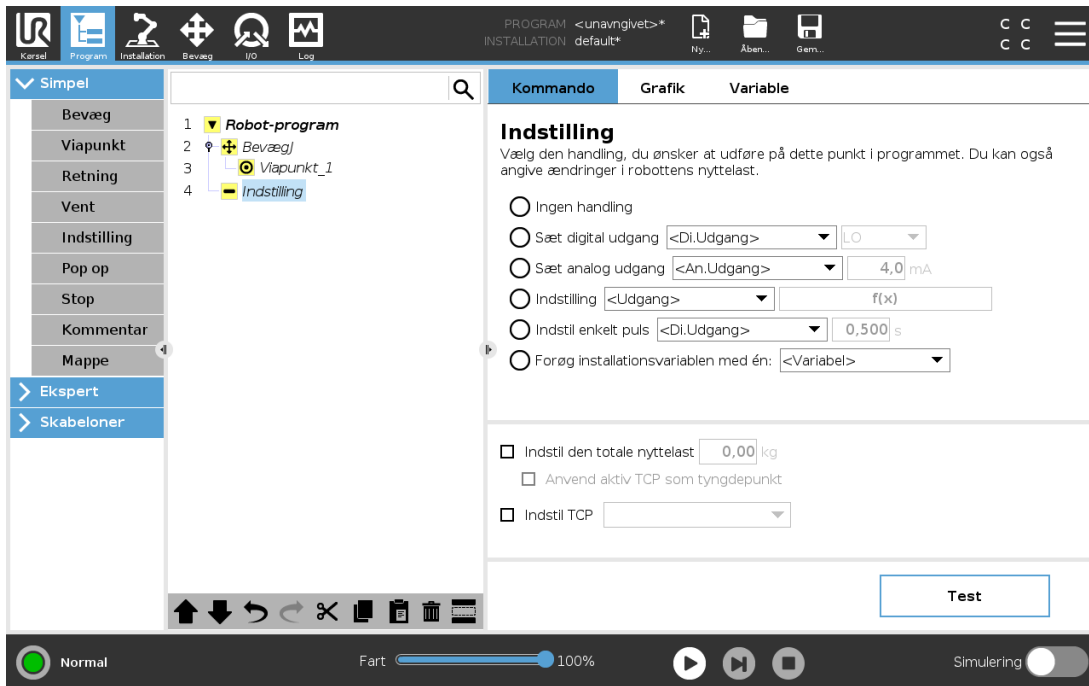 UR
Kørsel
Program
Installation
Bevæg
I/O
Log
PROGRAM <unavngivet>*
INSTALLATION default*
Ny...
Åben...
Gem...
C C
C C
Simpel
Bevæg
Viapunkt
Retning
Vent
Indstilling
Pop op
Stop
Kommentar
Mappe
Ekspert
Skabeloner
1 Robot-program
2 BevægJ
3 Viapunkt_1
4 Indstilling
Kommando Grafik Variable
Indstilling
Vælg den handling, du ønsker at udføre på dette punkt i programmet. Du kan også
angive ændringer i robottens nyttelast.
Ingen handling
Sæt digital udgang <Di.Udgang> LO
Sæt analog udgang <An.Udgang> 4,0 mA
Indstilling <Udgang> f(x)
Indstil enkelt puls <Di.Udgang> 0,500 s
Forøg installationsvariablen med én: <Variabel>
Indstil den totale nyttelast 0,00 kg
Anvend aktiv TCP som tyngdepunkt
Indstil TCP
Test
Normal
Fart 100%
Simulering